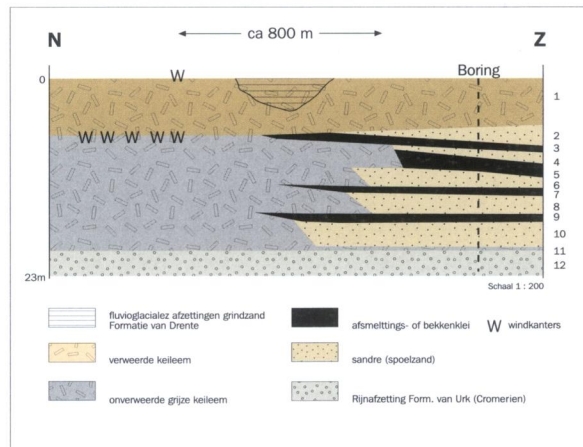 N
ca 800 m
Z
W
0
Boring
1
W W W W W
2
3
4
5
6
7
8
9
10
11
12
23m
Schaal 1 : 200
fluvioglacialez afzettingen grindzand
Formatie van Drente
afsmelttings- of bekkenklei
W windkanters
verweerde keileem
sandre (spoelzand)
onverweerde grijze keileem
Rijnafzetting Form. van Urk (Cromerien)